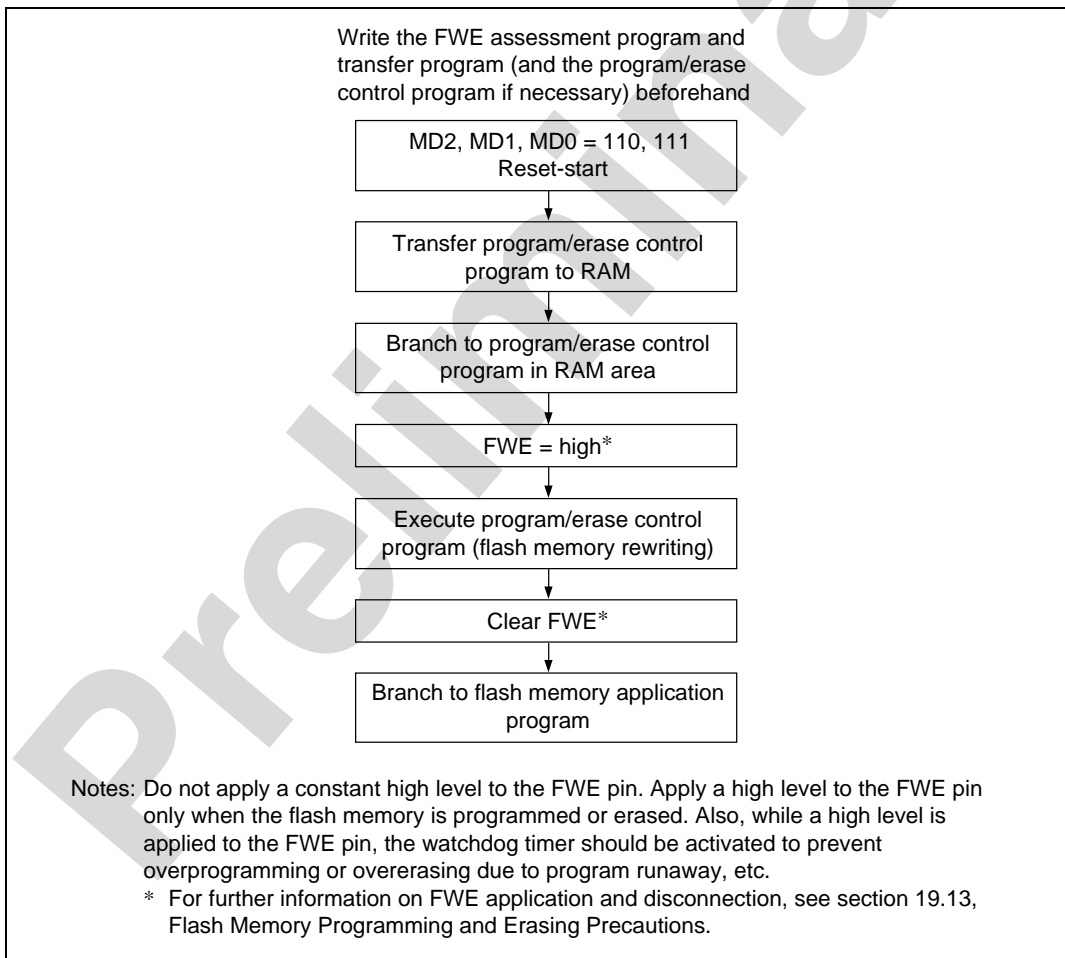 Write the FWE assessment program and
transfer program (and the program/erase
control program if necessary) beforehand
MD2, MD1, MD0 = 110, 111
Reset-start
Transfer program/erase control
program to RAM
Branch to program/erase control
program in RAM area
FWE = high*
Execute program/erase control
program (flash memory rewriting)
Clear FWE*
Branch to flash memory application
program
Notes: Do not apply a constant high level to the FWE pin. Apply a high level to the FWE pin
only when the flash memory is programmed or erased. Also, while a high level is
applied to the FWE pin, the watchdog timer should be activated to prevent
overprogramming or overerasing due to program runaway, etc.
* For further information on FWE application and disconnection, see section 19.13,
Flash Memory Programming and Erasing Precautions.
Prelimina